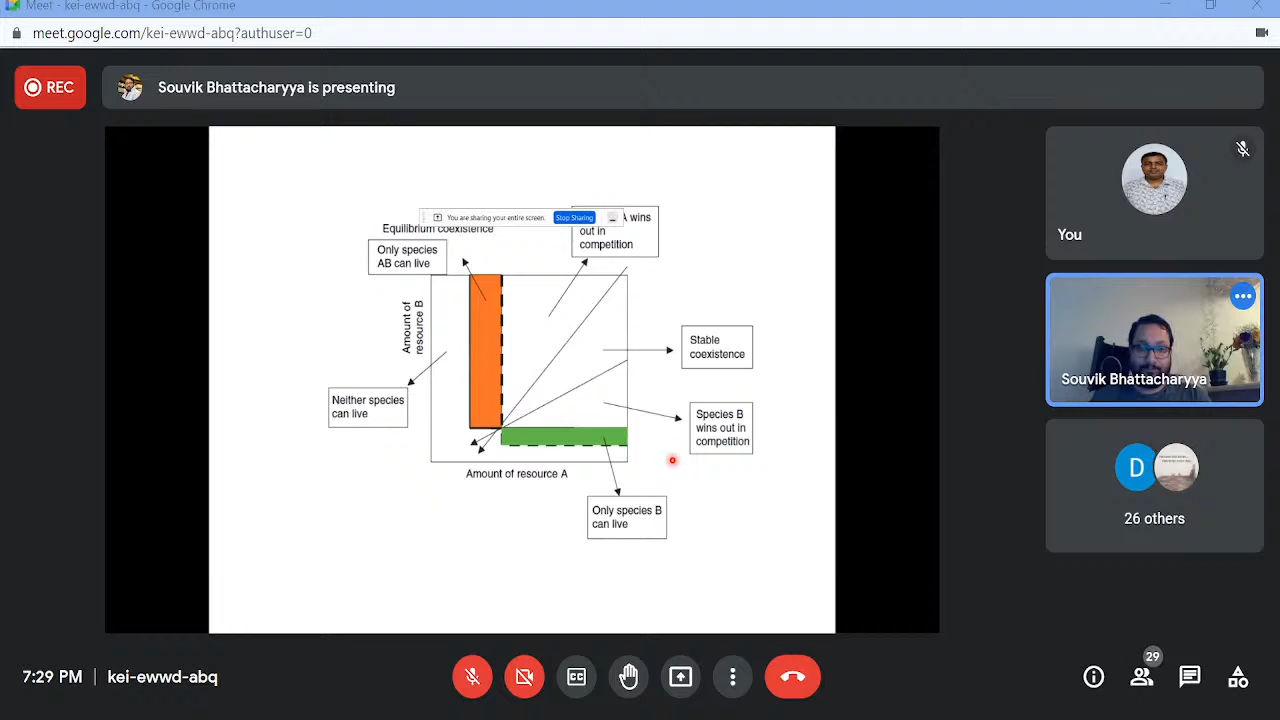 Meet - kei-ewwd-abq - Google Chrome
meet.google.com/kei-ewwd-abq?authuser=0
REC
Souvik Bhattacharyya is presenting
You are sharing your entire screen.
Stop Sharing
Equilibrium coexistence
A wins
out in
competition
Only species
AB can live
Amount of
resource B
Stable
coexistence
Neither species
can live
Species B
wins out in
competition
Amount of resource A
Only species B
can live
You
Souvik Bhattacharyya
D
26 others
7:29 PM
kei-ewwd-abq
CC
29